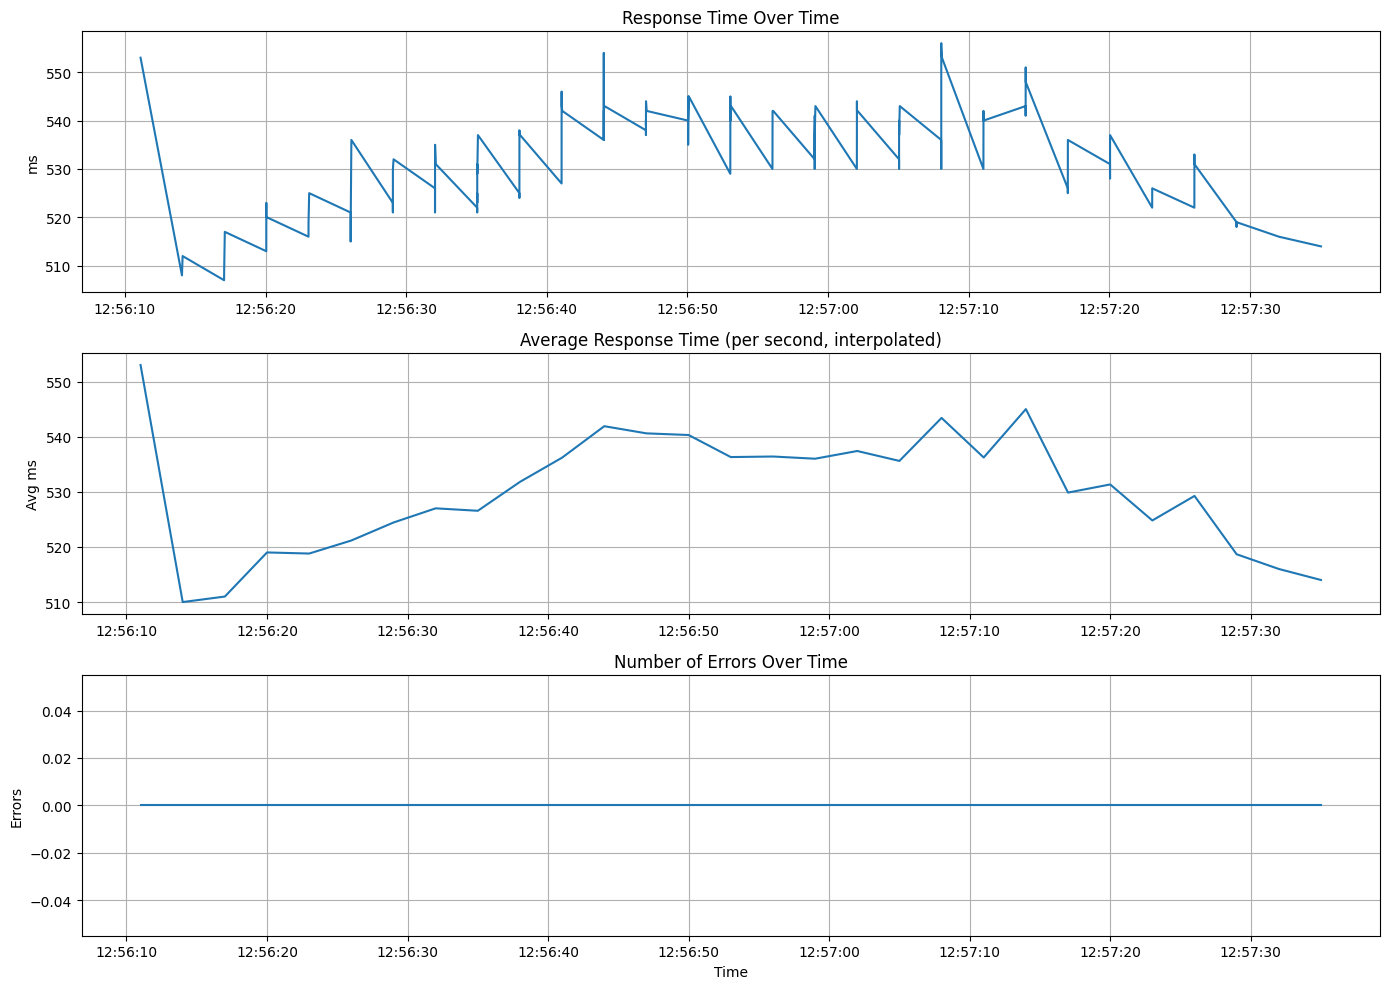 Response Time Over Time
ms
550
540
530
520
510
12:56:10 12:56:20 12:56:30 12:56:40 12:56:50 12:57:00 12:57:10 12:57:20 12:57:30
Average Response Time (per second, interpolated)
Avg ms
550
540
530
520
510
12:56:10 12:56:20 12:56:30 12:56:40 12:56:50 12:57:00 12:57:10 12:57:20 12:57:30
Number of Errors Over Time
Errors
0.04
0.02
0.00
−0.02
−0.04
12:56:10 12:56:20 12:56:30 12:56:40 12:56:50 12:57:00 12:57:10 12:57:20 12:57:30
Time